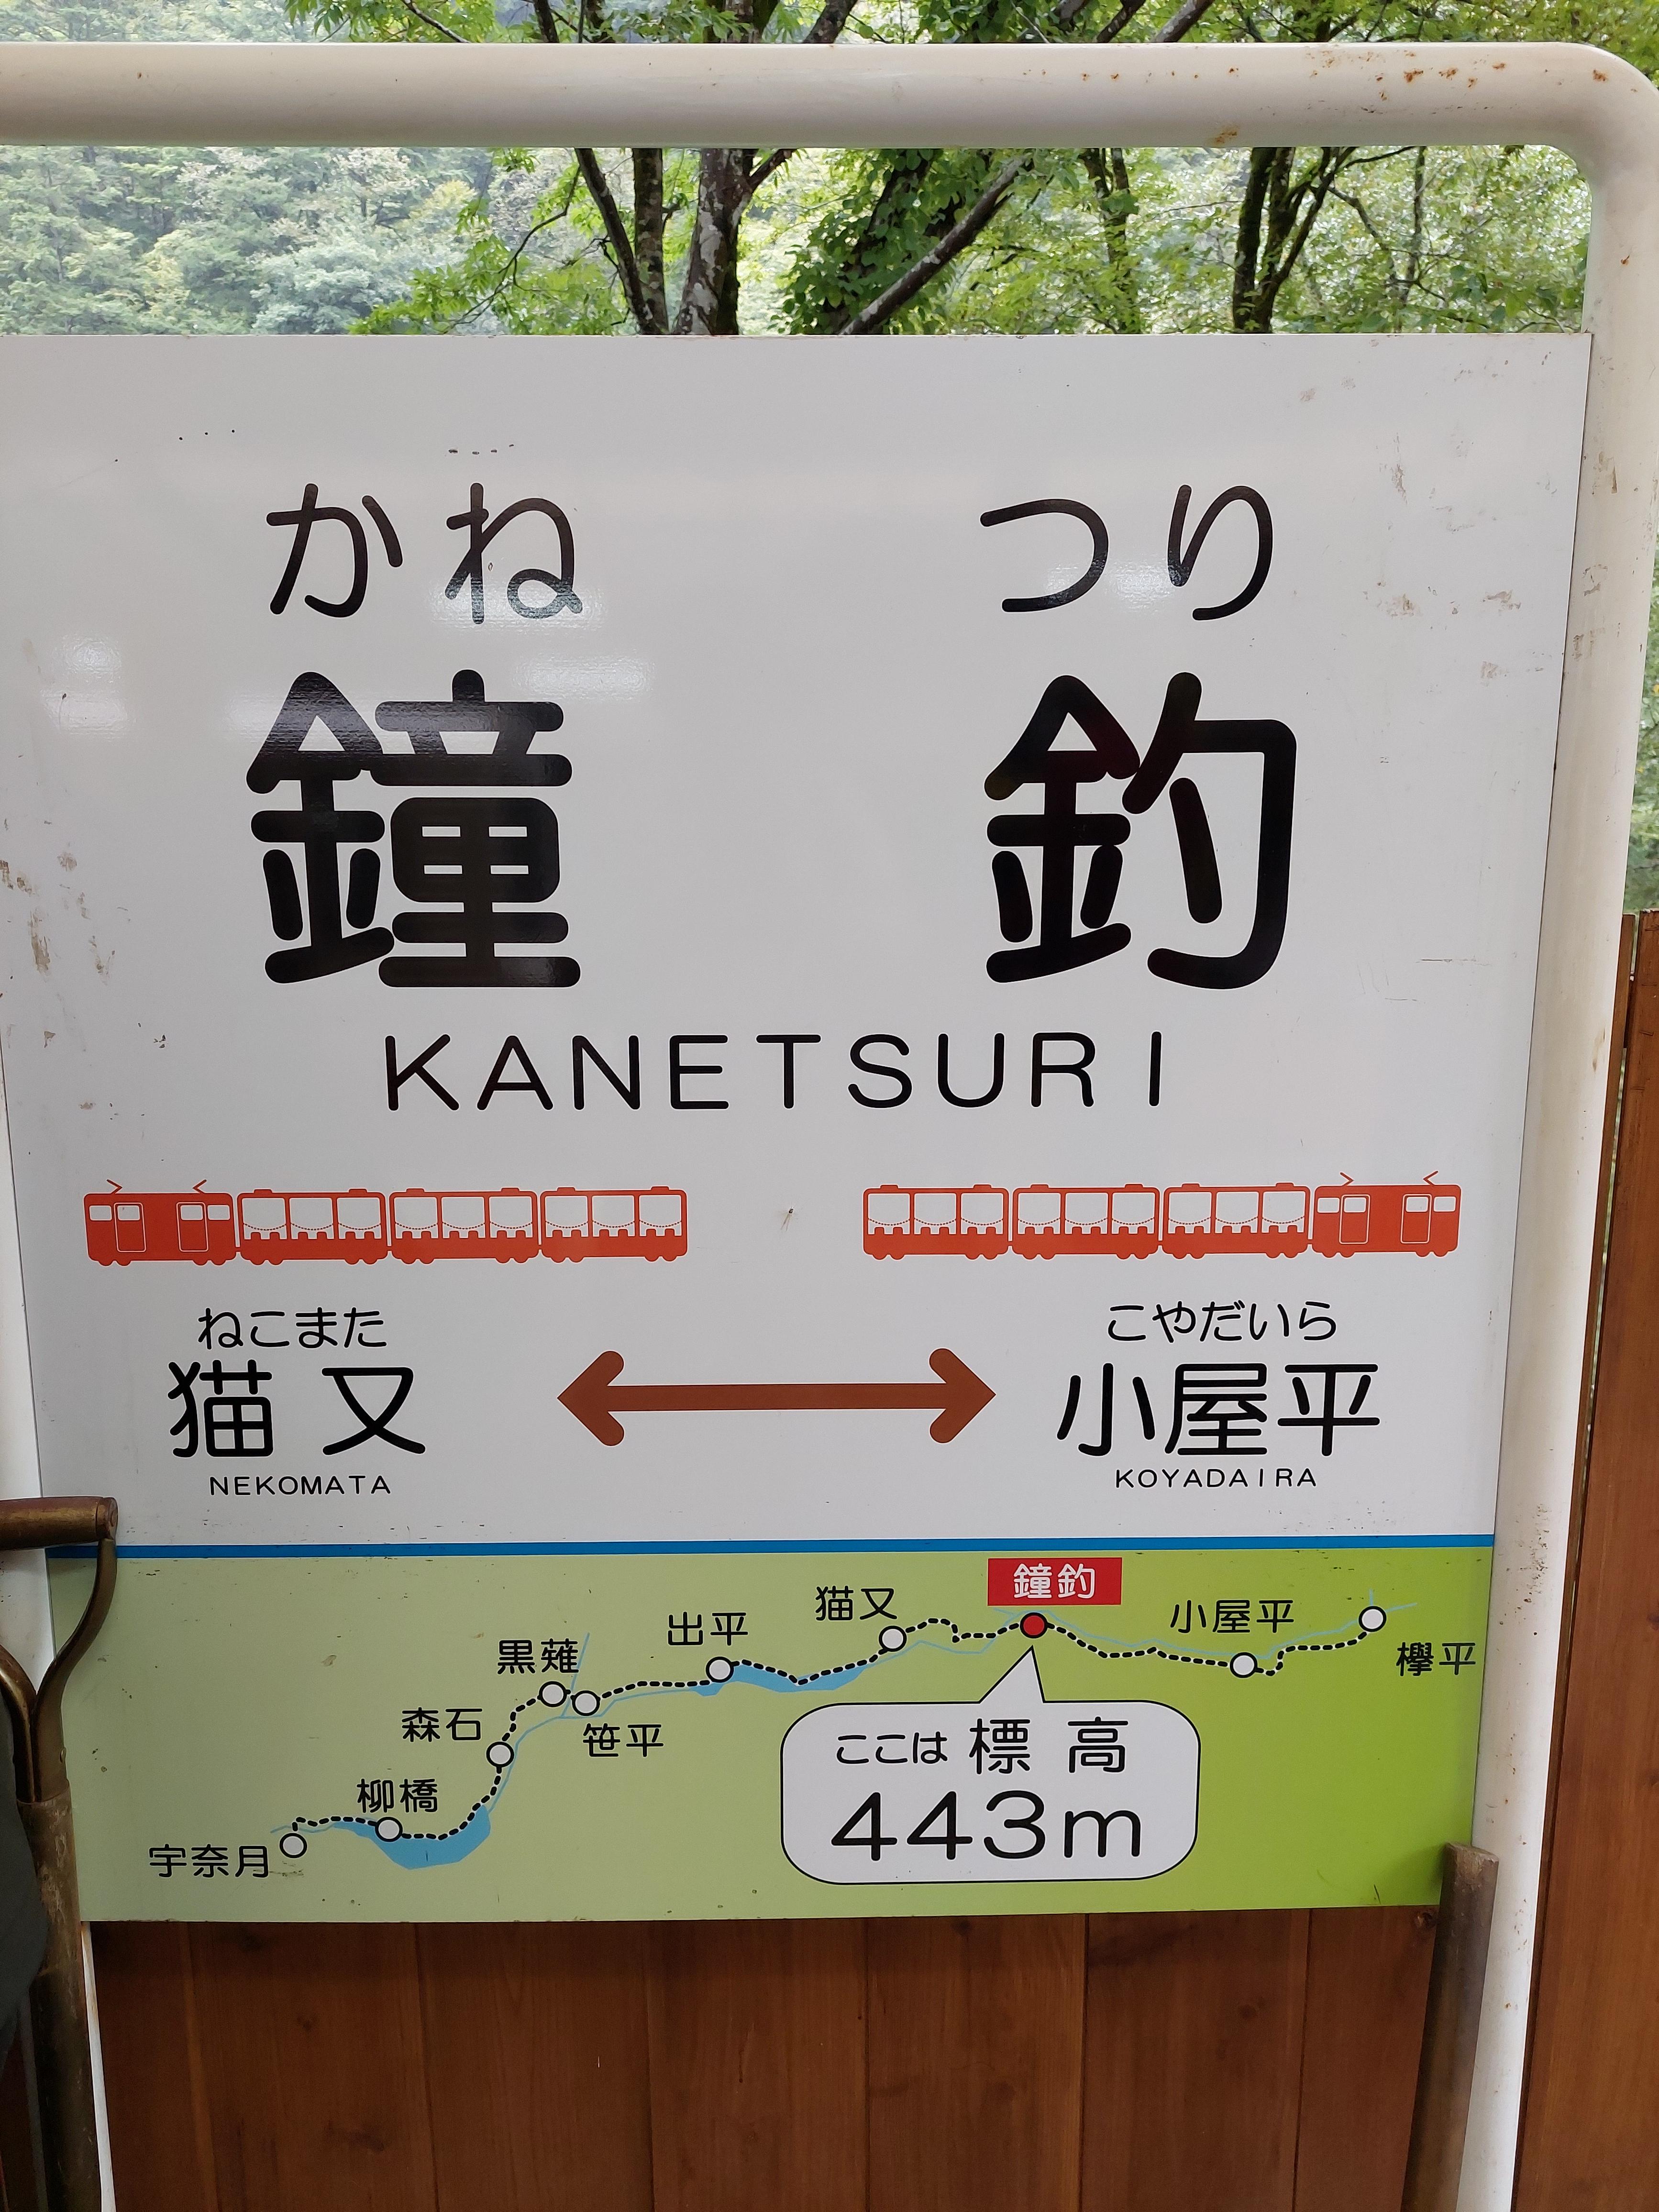 かね つり
鐘 釣
KANETSURI
ねこまた
猫又
NEKOMATA
こやだいら
小屋平
KOYADAIRA
宇奈月
柳橋
森石
黒薙
笹平
出平
猫又
鐘釣
小屋平
欅平
ここは 標高
443m